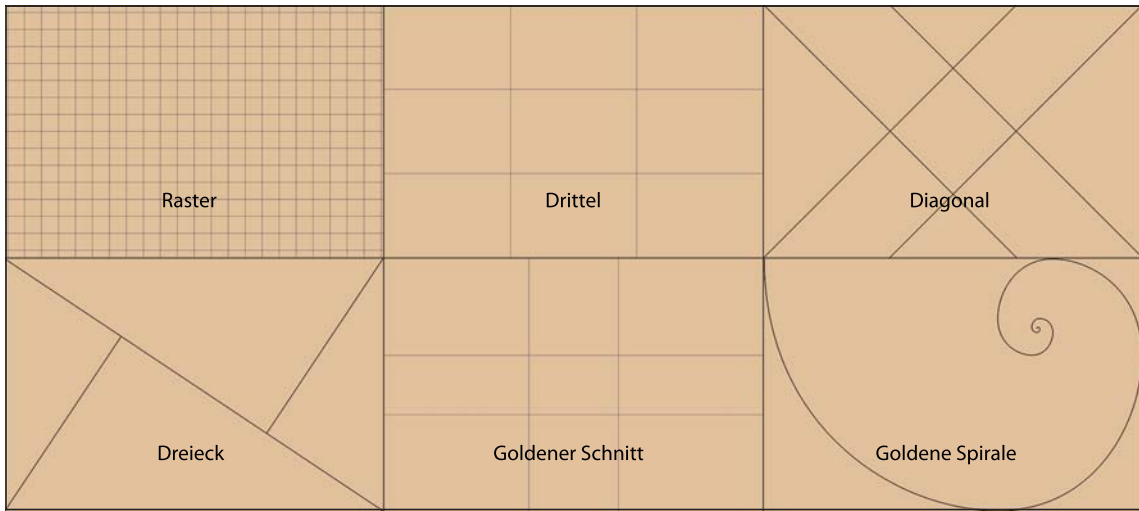 Raster
Drittel
Diagonal
Dreieck
Goldener Schnitt
Goldene Spirale